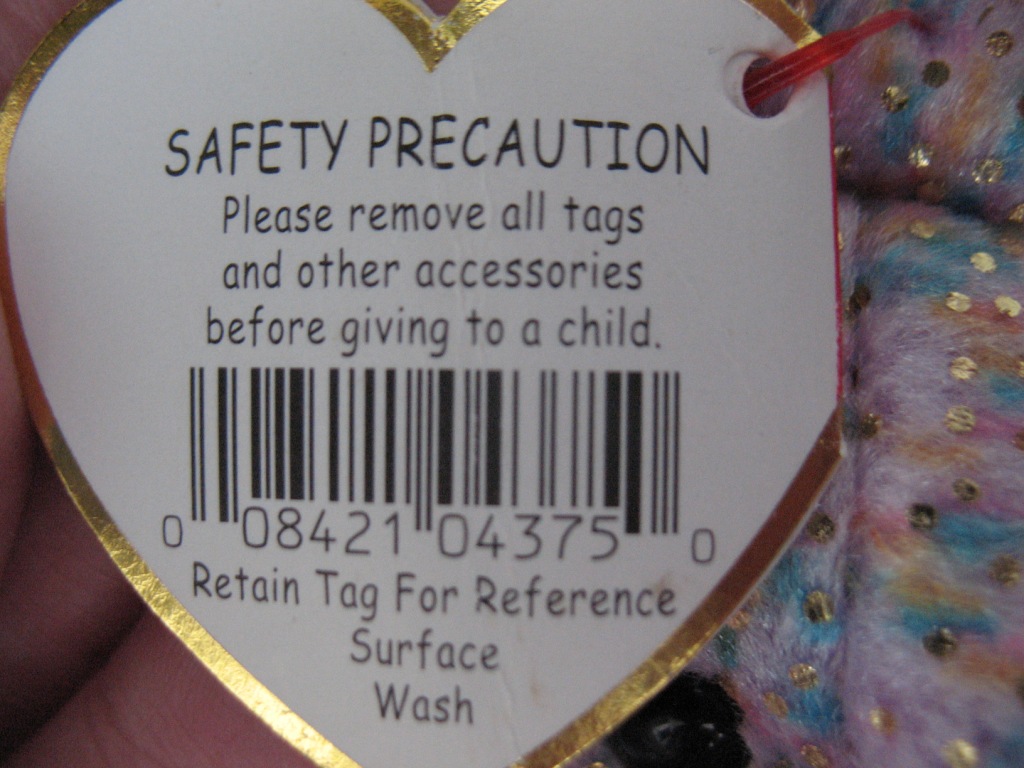 SAFETY PRECAUTION
Please remove all tags
and other accessories
before giving to a child.
0 08421 04375 0
Retain Tag For Reference
Surface
Wash